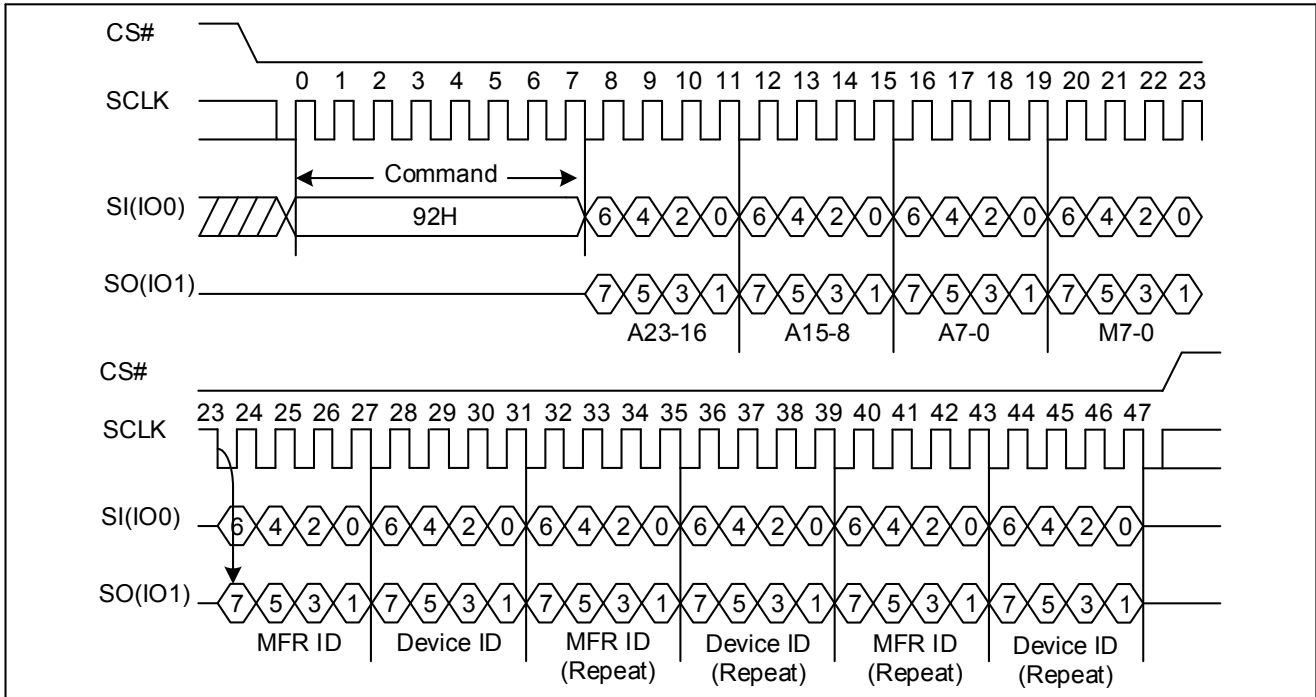 CS#
0 1 2 3 4 5 6 7 8 9 10 11 12 13 14 15 16 17 18 19 20 21 22 23
SCLK
Command
SI(IO0)
92H 6 4 2 0 6 4 2 0 6 4 2 0 6 4 2 0
SO(IO1)
7 5 3 1 7 5 3 1 7 5 3 1 7 5 3 1
A23-16 A15-8 A7-0 M7-0
CS#
23 24 25 26 27 28 29 30 31 32 33 34 35 36 37 38 39 40 41 42 43 44 45 46 47
SCLK
SI(IO0)
6 4 2 0 6 4 2 0 6 4 2 0 6 4 2 0 6 4 2 0 6 4 2 0
SO(IO1)
7 5 3 1 7 5 3 1 7 5 3 1 7 5 3 1 7 5 3 1 7 5 3 1
MFR ID Device ID MFR ID Device ID MFR ID Device ID
(Repeat) (Repeat) (Repeat) (Repeat)